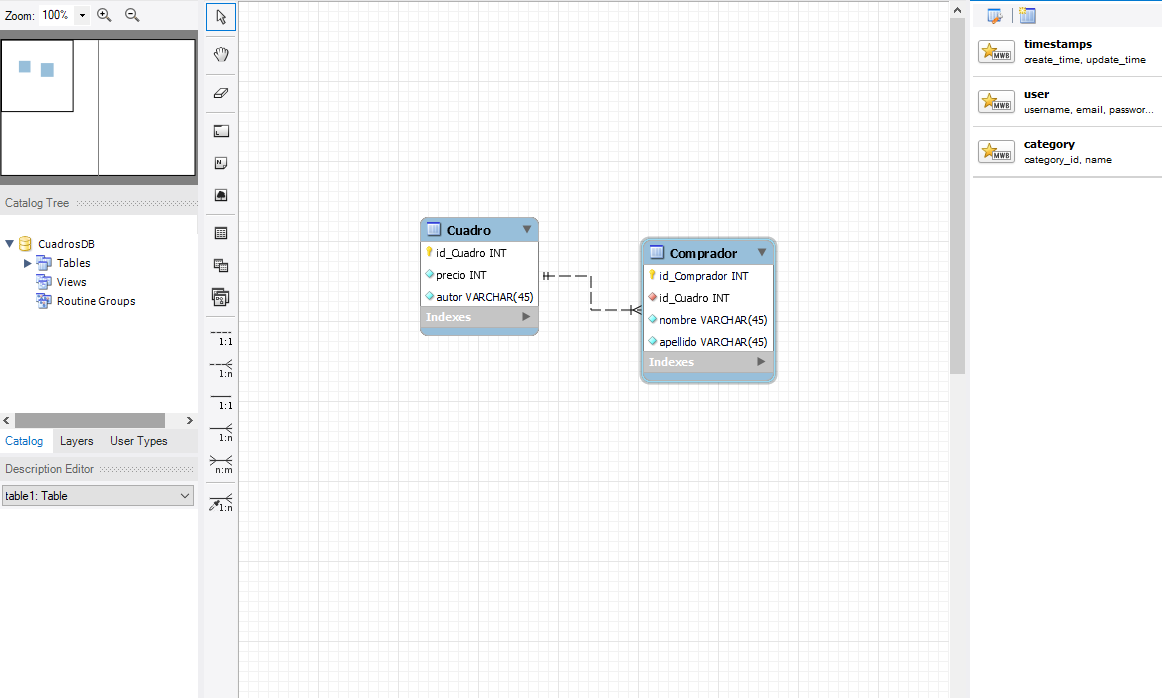 Zoom: 100%
Catalog Tree
CuadrosDB
Tables
Views
Routine Groups
Catalog Layers User Types
Description Editor
table1: Table
L
N
1:1
1:n
1:1
1:n
n:m
1:n
Cuadro
id_Cuadro INT
precio INT
autor VARCHAR(45)
Indexes
Comprador
id_Comprador INT
id_Cuadro INT
nombre VARCHAR(45)
apellido VARCHAR(45)
Indexes
MWB
timestamps
create_time, update_time
MWB
user
username, email, passwor...
MWB
category
category_id, name